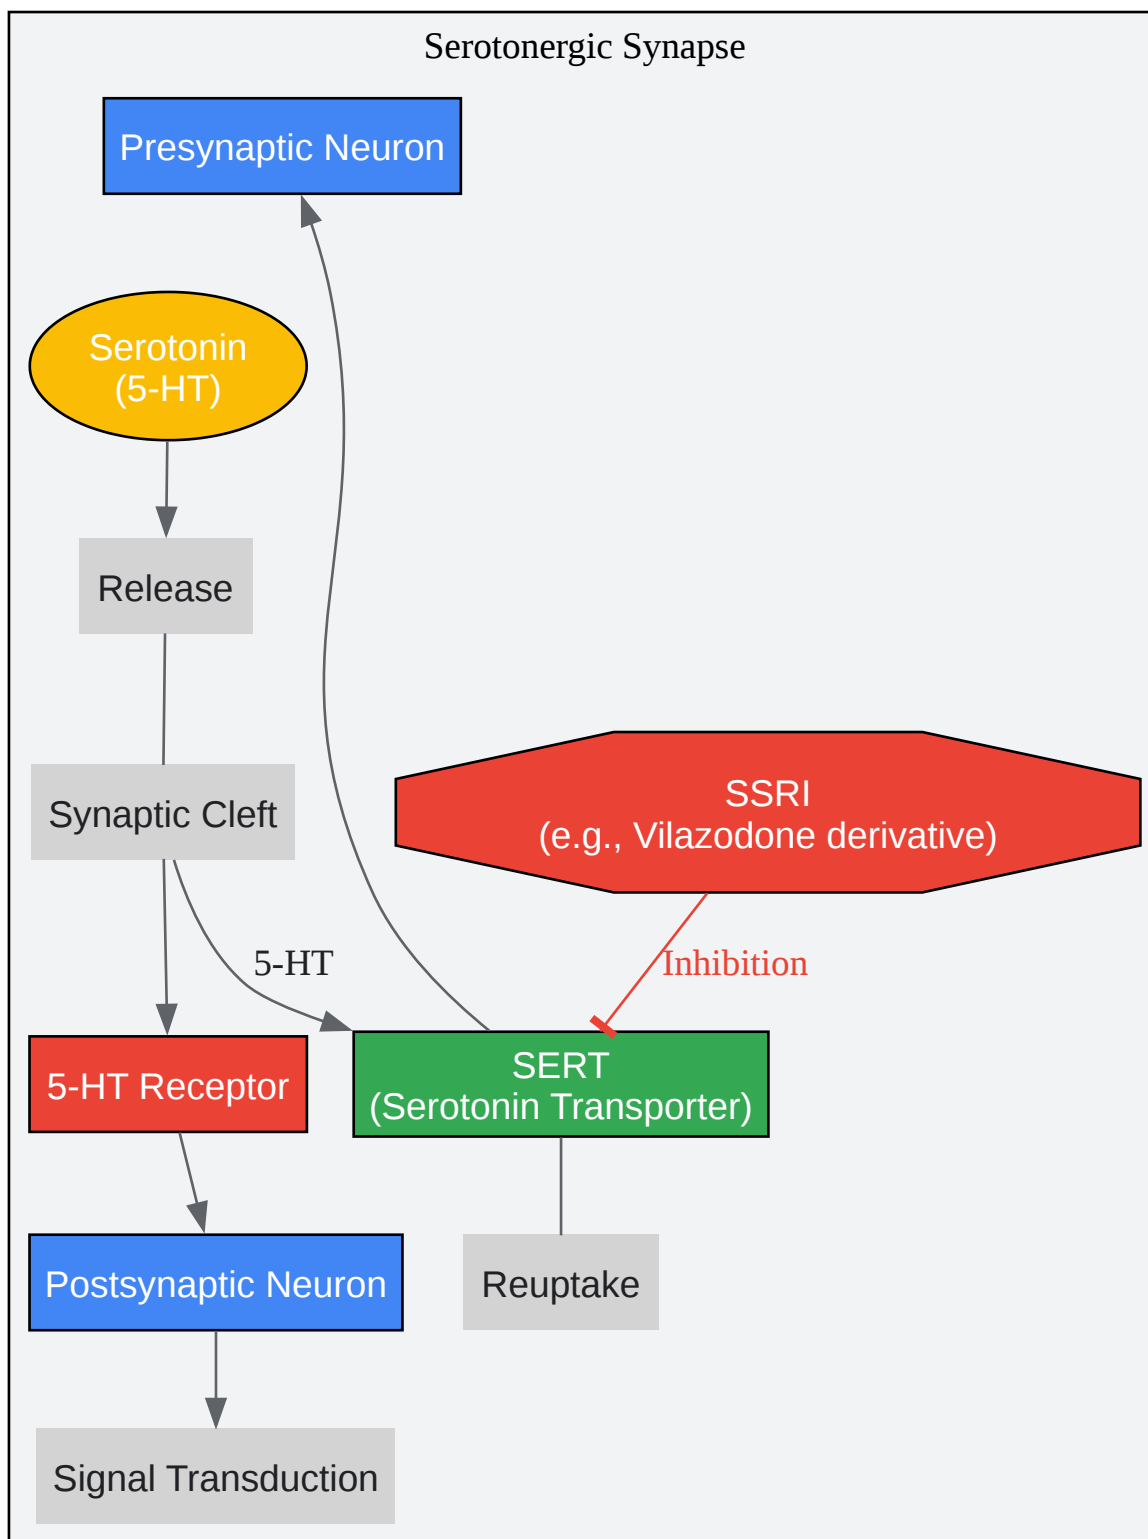 Serotonergic Synapse
Presynaptic Neuron
Serotonin
(5-HT)
Release
Synaptic Cleft
SSRI
(e.g., Vilazodone derivative)
5-HT
Inhibition
5-HT Receptor
SERT
(Serotonin Transporter)
Postsynaptic Neuron
Reuptake
Signal Transduction